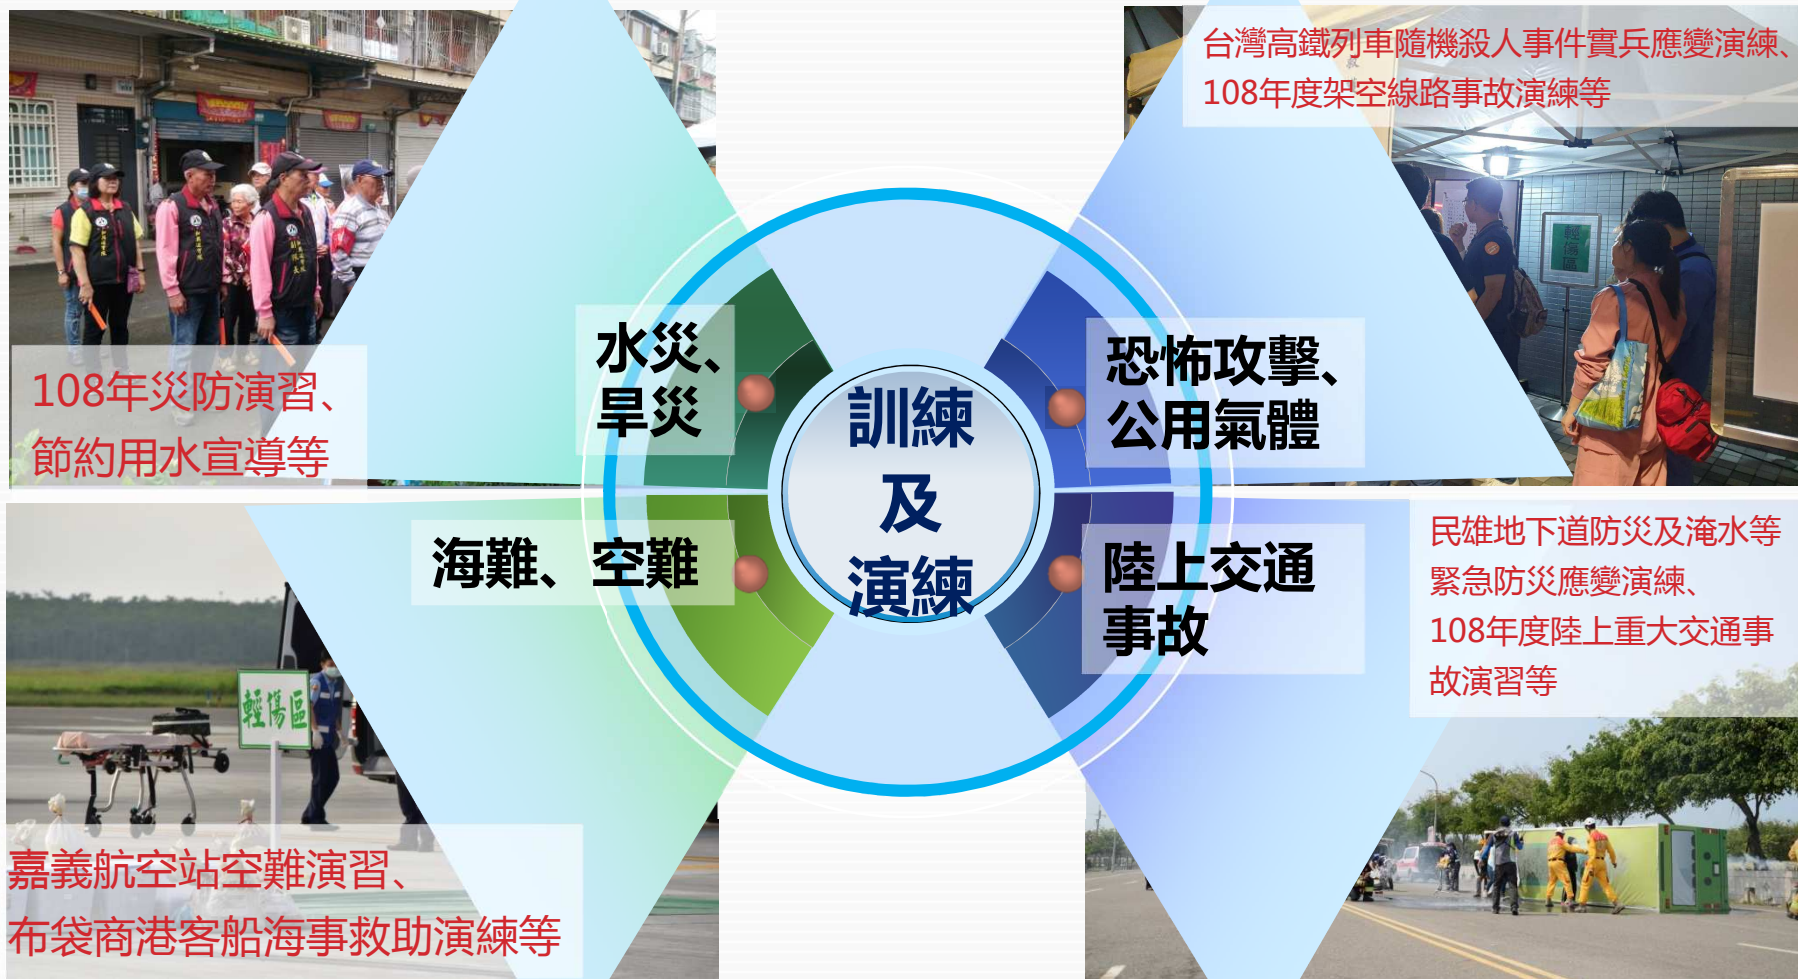 108年災防演習、
節約用水宣導等
水災、
旱災
台灣高鐵列車隨機殺人事件實兵應變演練、
108年度架空線路事故演練等
恐怖攻擊、
公用氣體
輕傷區
訓練
及
演練
海難、空難
輕傷區
嘉義航空站空難演習、
布袋商港客船海事救助演練等
陸上交通
事故
民雄地下道防災及淹水等
緊急防災應變演練、
108年度陸上重大交通事
故演習等